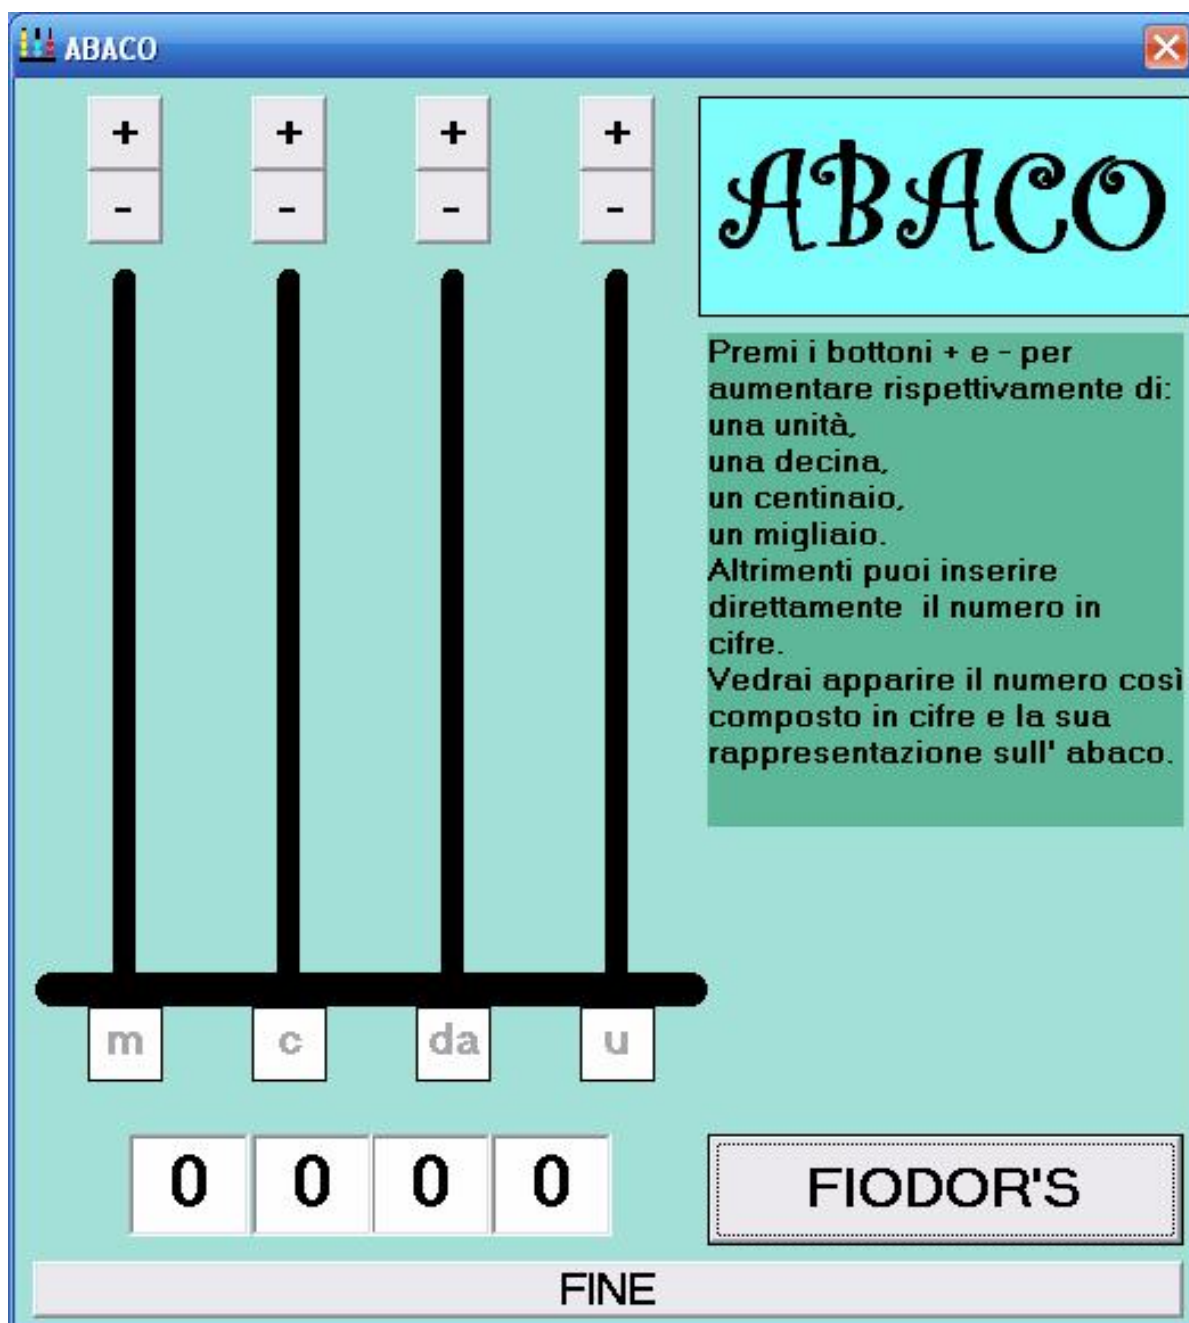 ABACO
+ + + +
- - - -
ABACO
Premi i bottoni + e - per
aumentare rispettivamente di:
una unità,
una decina,
un centinaio,
un migliaio.
Altrimenti puoi inserire
direttamente il numero in
cifre.
Vedrai apparire il numero così
composto in cifre e la sua
rappresentazione sull' abaco.
m c da u
0 0 0 0
FIODOR'S
FINE